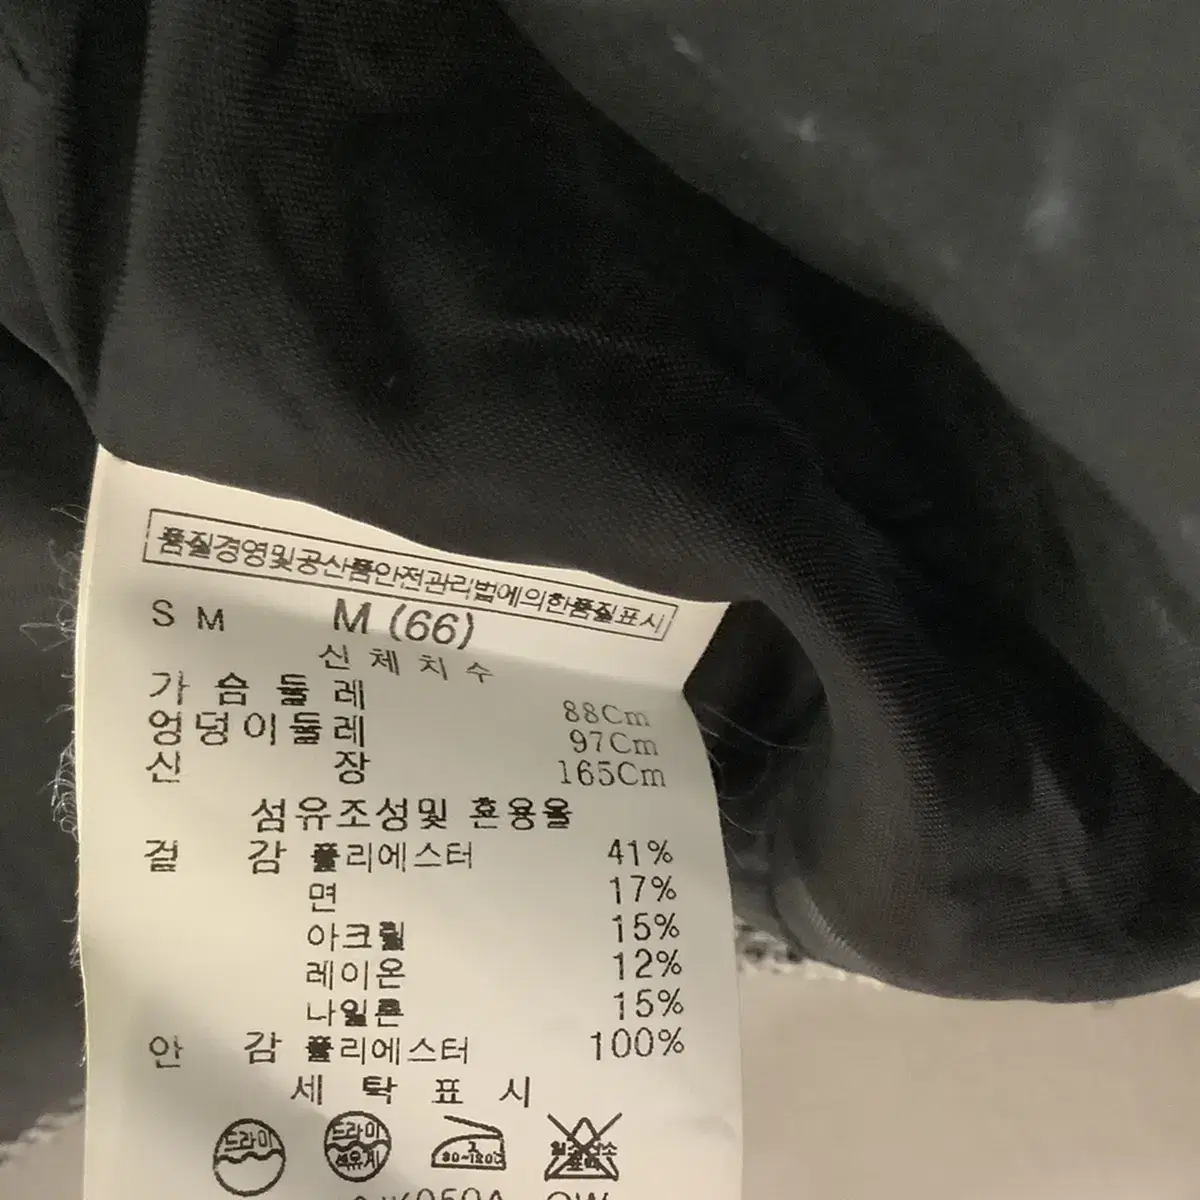 품질경영및공산품안전관리법에의한품질표시
S M M (66)
신 체 치 수
가 슴 둘 레 88Cm
엉덩이둘레 97Cm
신 장 165Cm
섬유조성및 혼용율
겉 감 폴리에스터 41%
면 17%
아크릴 15%
레이온 12%
나일론 15%
안 감 폴리에스터 100%
세 탁 표 시
드라이 드라이 석유계 80~120℃